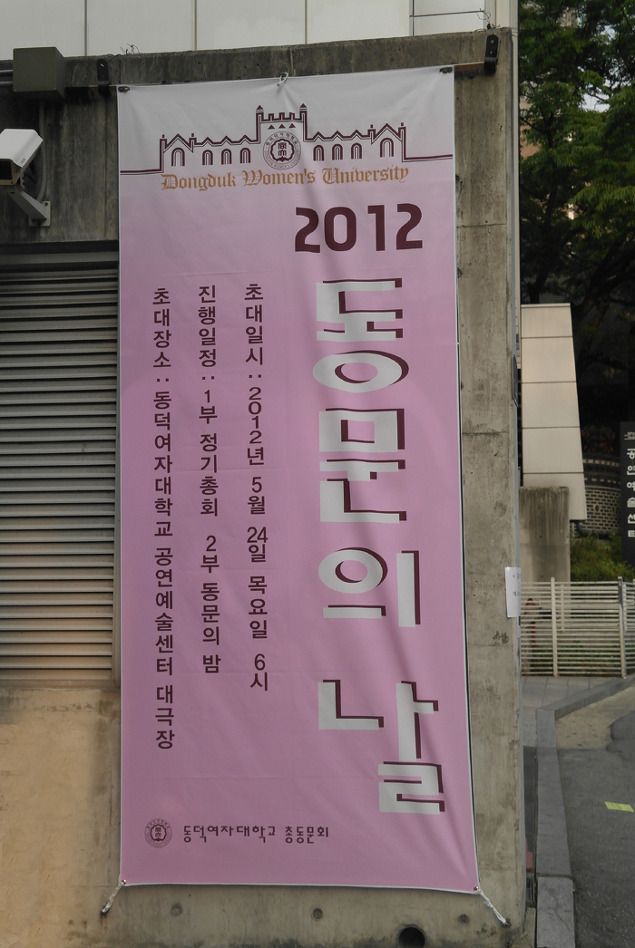 Dongduk Women's University
2012
동문의 날
초대일시 : 2012년 5월 24일 목요일 6시
진행일정 : 1부 정기총회 2부 동문의 밤
초대장소 : 동덕여자대학교 공연예술센터 대극장
동덕여자대학교 총동문회